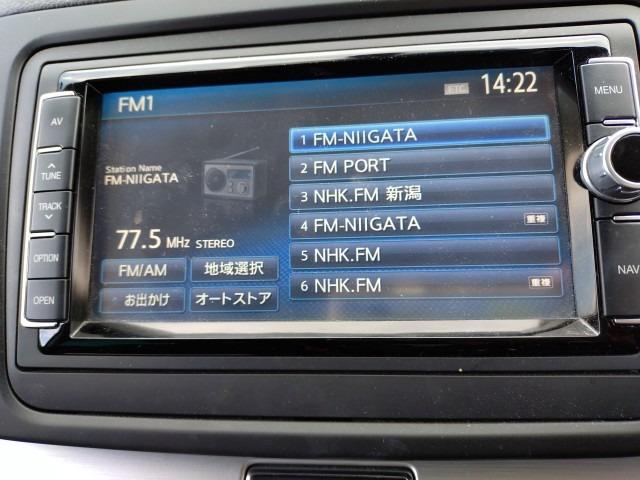 FM1
ETC
14:22
MENU
AV
TUNE
TRACK
OPTION
OPEN
Station Name
FM-NIIGATA
77.5 MHz STEREO
FM/AM
地域選択
お出かけ
オートストア
1 FM-NIIGATA
2 FM PORT
3 NHK.FM 新潟
4 FM-NIIGATA 重複
5 NHK.FM
6 NHK.FM 重複
NAV